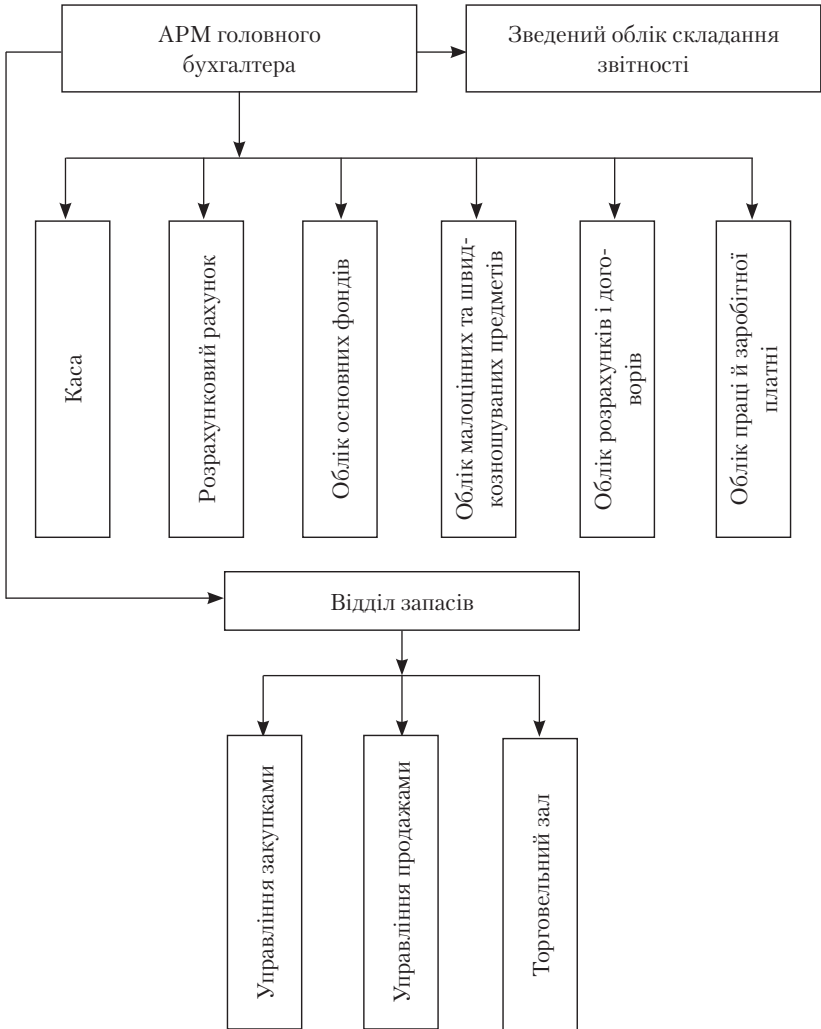 АРМ головного
бухгалтера
Зведений облік складання
звітності
Каса
Розрахунковий рахунок
Облік основних фондів
Облік малоцінних та швид-
козношуваних предметів
Облік розрахунків і дого-
ворів
Облік праці й заробітної
платні
Відділ запасів
Управління закупками
Управління продажами
Торговельний зал